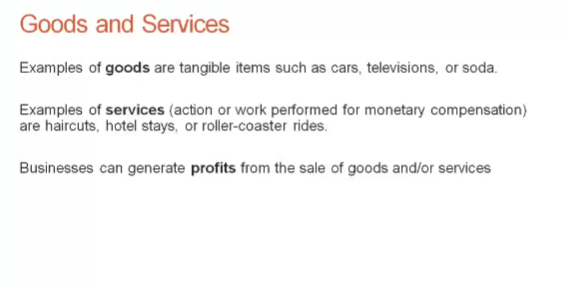 Goods and Services
Examples of goods are tangible items such as cars, televisions, or soda.
Examples of services (action or work performed for monetary compensation)
are haircuts, hotel stays, or roller-coaster rides.
Businesses can generate profits from the sale of goods and/or services